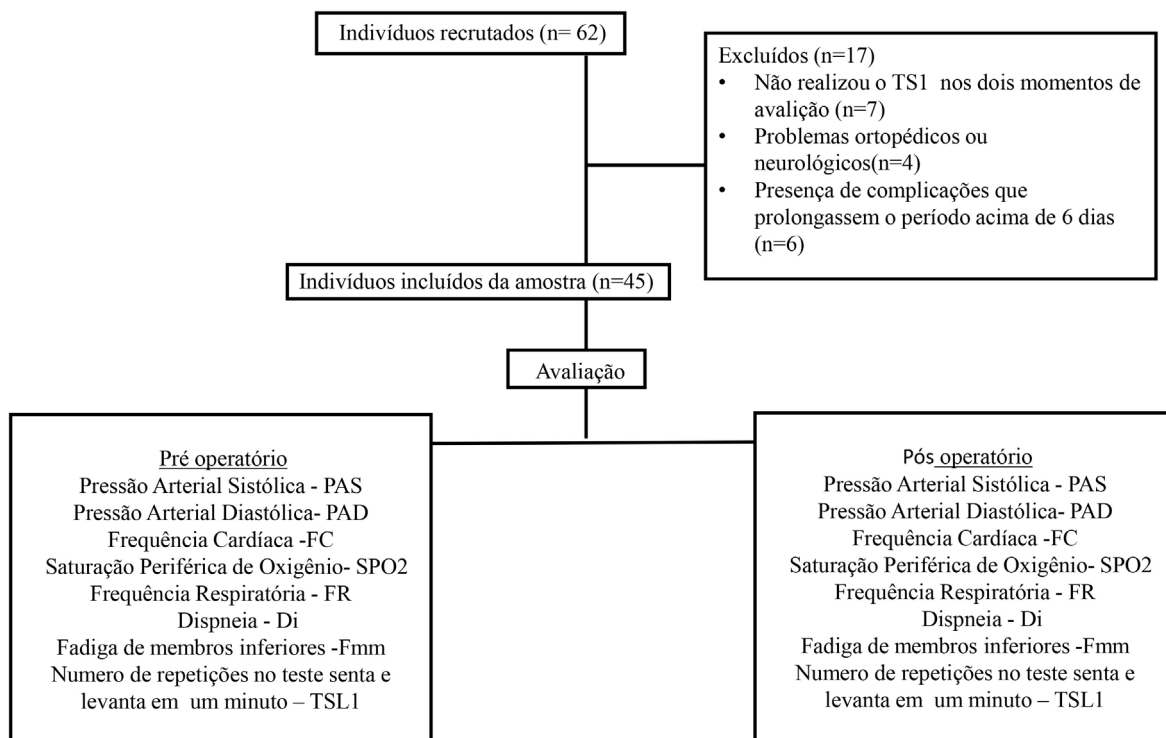 Indivíduos recrutados (n= 62)
Excluídos (n=17)
• Não realizou o TS1 nos dois momentos de
avalição (n=7)
• Problemas ortopédicos ou
neurológicos(n=4)
• Presença de complicações que
prolongassem o período acima de 6 dias
(n=6)
Indivíduos incluídos da amostra (n=45)
Avaliação
Pré operatório
Pressão Arterial Sistólica - PAS
Pressão Arterial Diastólica- PAD
Frequência Cardíaca -FC
Saturação Periférica de Oxigênio- SPO2
Frequência Respiratória - FR
Dispneia - Di
Fadiga de membros inferiores -Fmm
Numero de repetições no teste senta e
levanta em um minuto – TSL1
Pós operatório
Pressão Arterial Sistólica - PAS
Pressão Arterial Diastólica- PAD
Frequência Cardíaca -FC
Saturação Periférica de Oxigênio- SPO2
Frequência Respiratória - FR
Dispneia - Di
Fadiga de membros inferiores -Fmm
Numero de repetições no teste senta e
levanta em um minuto – TSL1